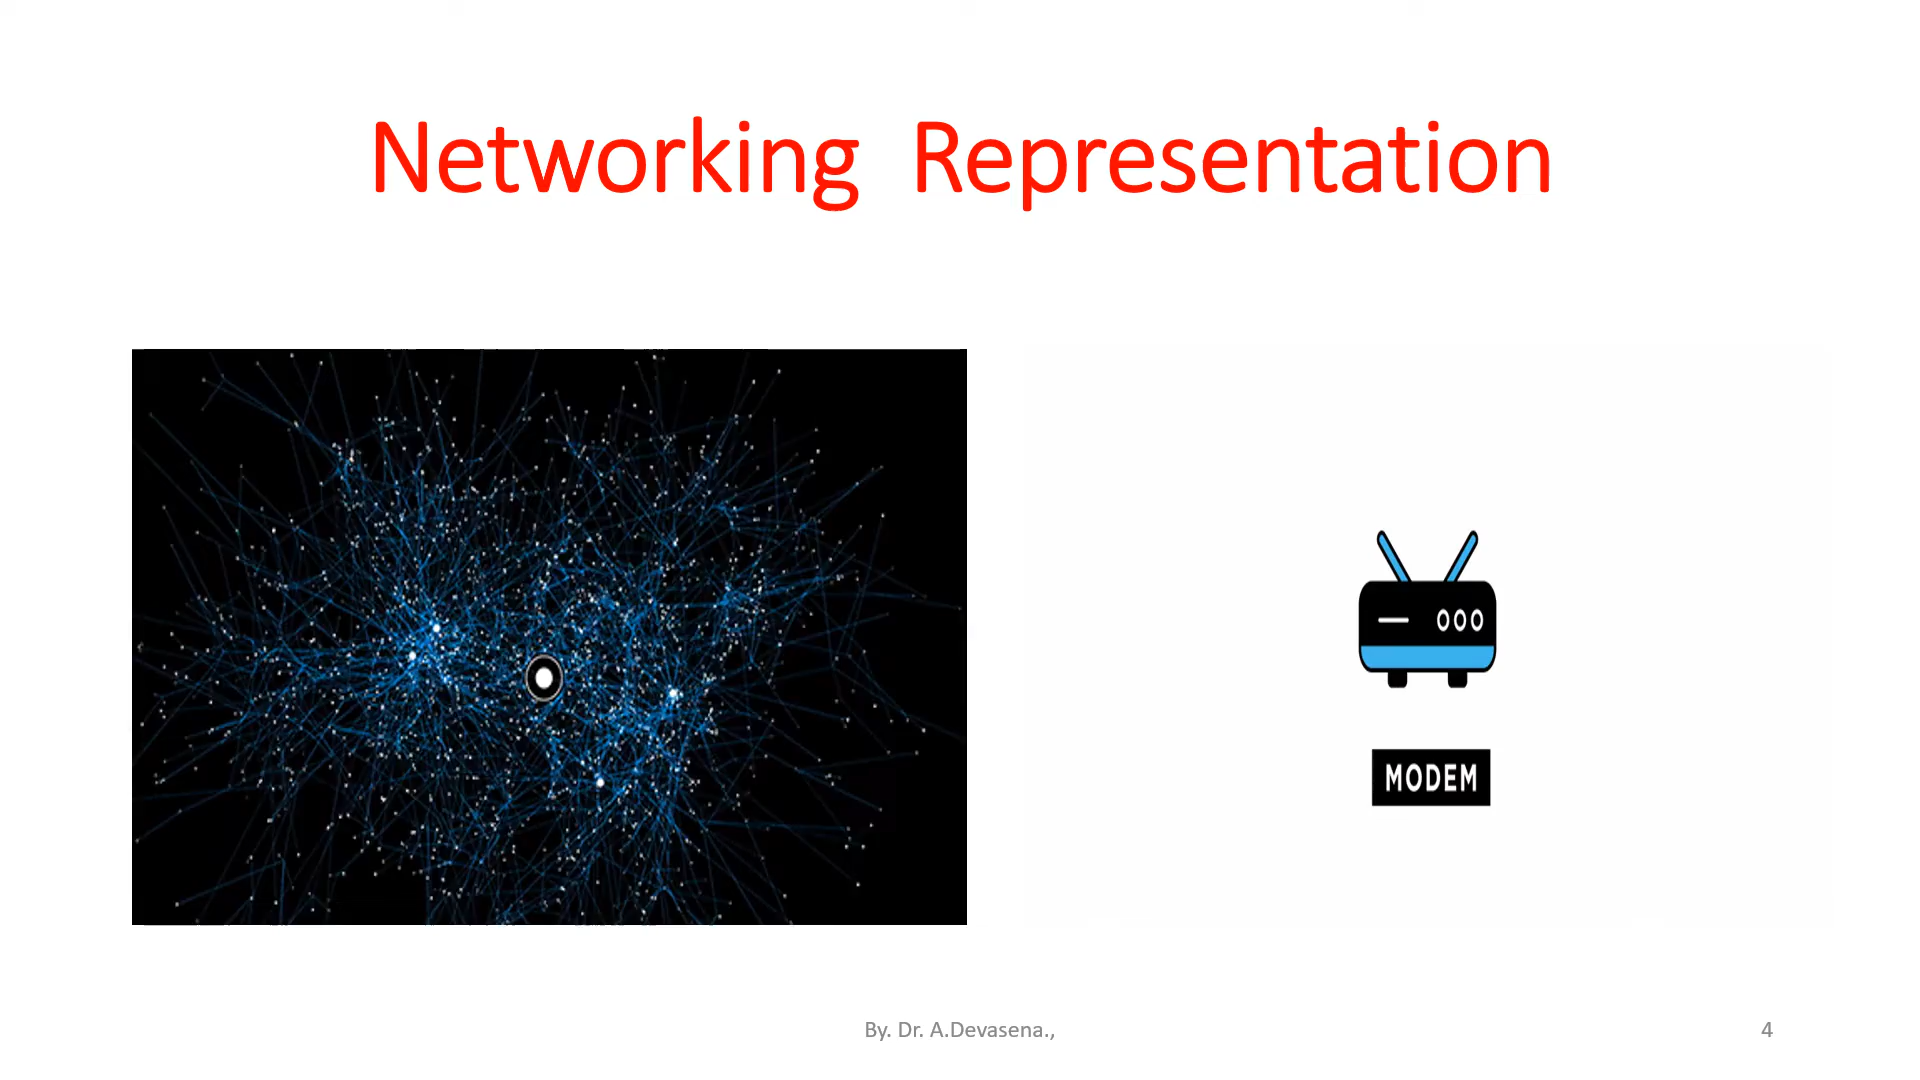 Networking Representation
MODEM
By. Dr. A.Devasena.,
4